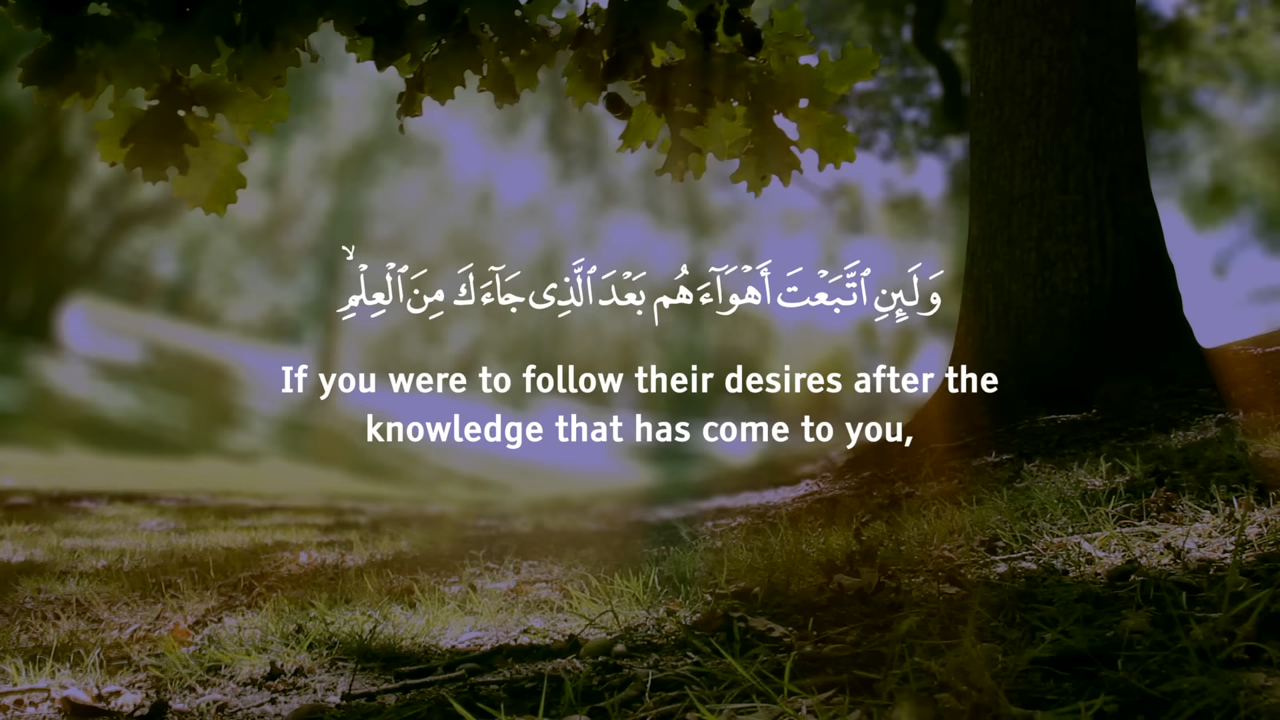 وَلَئِنِ ٱتَّبَعْتَ أَهْوَآءَهُم بَعْدَ ٱلَّذِى جَآءَكَ مِنَ ٱلْعِلْمِ ۙ
If you were to follow their desires after the
knowledge that has come to you,